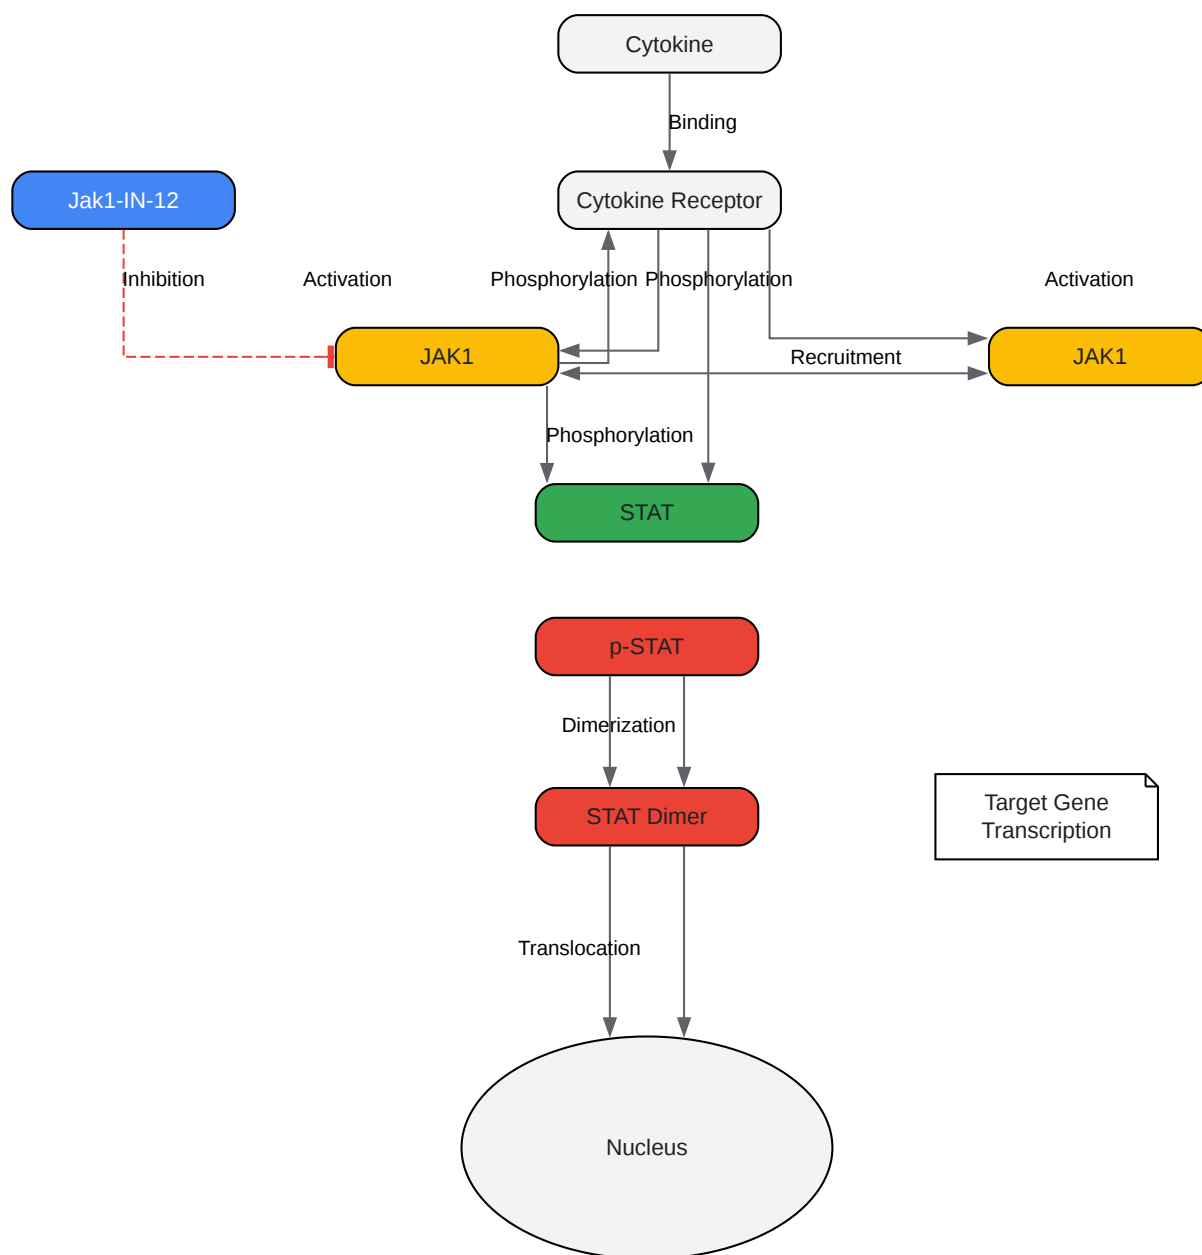 Cytokine
Binding
Jak1-IN-12
Cytokine Receptor
Inhibition
Activation
Phosphorylation
Phosphorylation
Activation
JAK1
Recruitment
JAK1
Phosphorylation
STAT
p-STAT
Dimerization
STAT Dimer
Target Gene
Transcription
Translocation
Nucleus